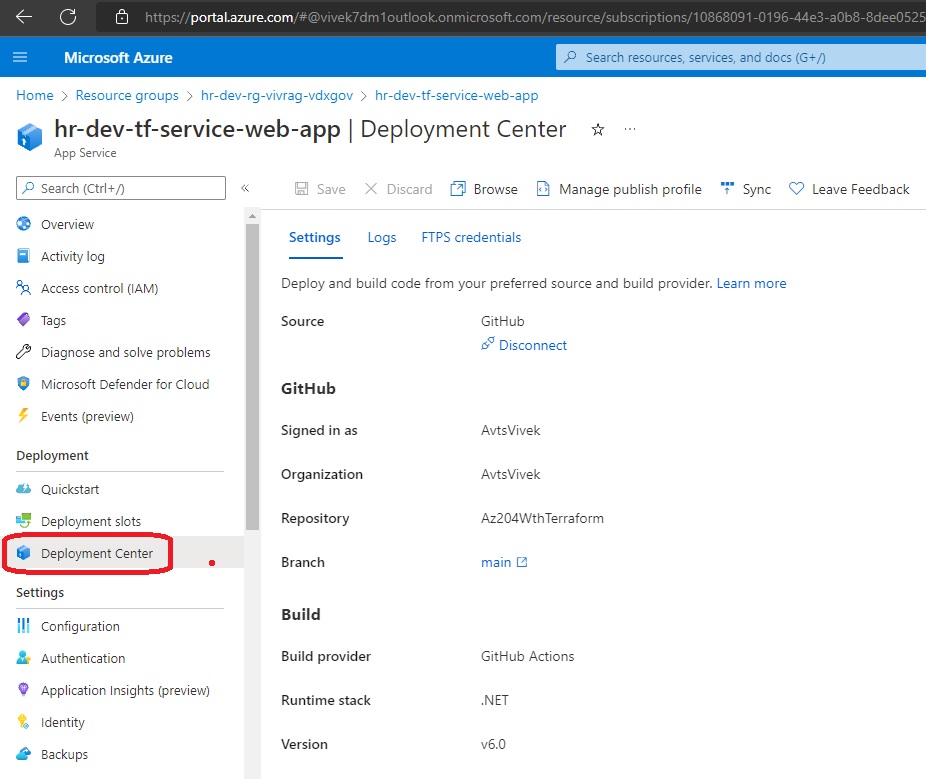 https://portal.azure.com/#@vivek7dm1outlook.onmicrosoft.com/resource/subscriptions/10868091-0196-44e3-a0b8-8dee0525
Microsoft Azure
Search resources, services, and docs (G+/)
Home > Resource groups > hr-dev-rg-vivrag-vdxgov > hr-dev-tf-service-web-app
hr-dev-tf-service-web-app | Deployment Center
App Service
Search (Ctrl+/)
«
Save
Discard
Browse
Manage publish profile
Sync
Leave Feedback
Overview
Activity log
Access control (IAM)
Tags
Diagnose and solve problems
Microsoft Defender for Cloud
Events (preview)
Deployment
Quickstart
Deployment slots
Deployment Center
Settings
Configuration
Authentication
Application Insights (preview)
Identity
Backups
Settings
Logs
FTPS credentials
Deploy and build code from your preferred source and build provider. Learn more
Source
GitHub
Disconnect
GitHub
Signed in as
AvtsVivek
Organization
AvtsVivek
Repository
Az204WthTerraform
Branch
main
Build
Build provider
GitHub Actions
Runtime stack
.NET
Version
v6.0